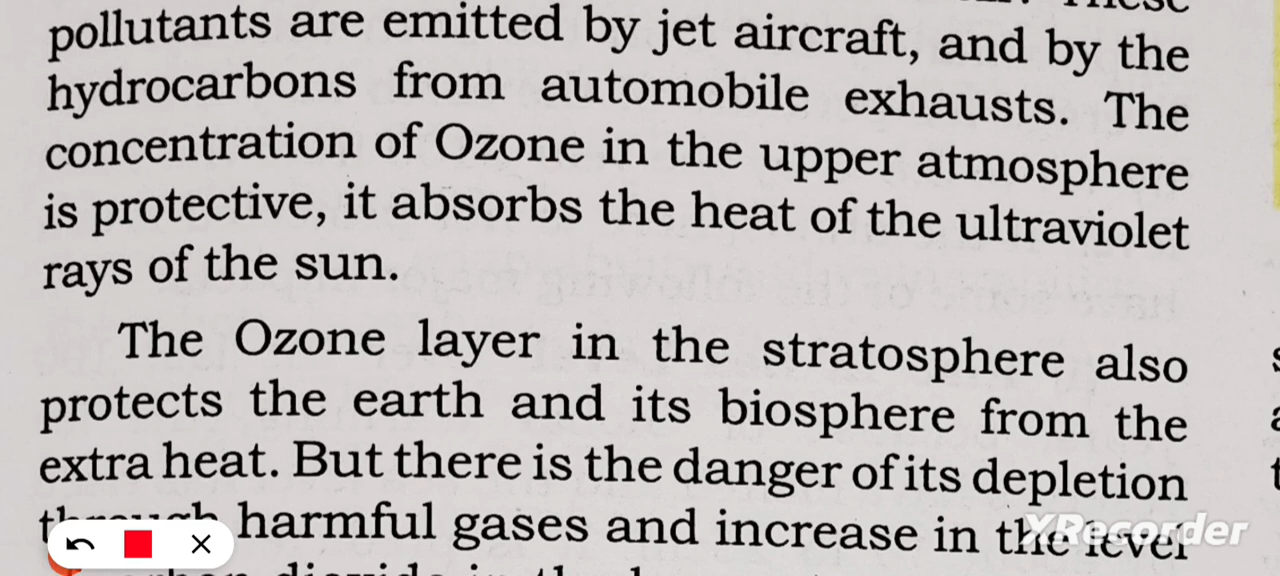 pollutants are emitted by jet aircraft, and by the
hydrocarbons from automobile exhausts. The
concentration of Ozone in the upper atmosphere
is protective, it absorbs the heat of the ultraviolet
rays of the sun.
The Ozone layer in the stratosphere also
protects the earth and its biosphere from the
extra heat. But there is the danger of its depletion
through harmful gases and increase in the level
XRecorder